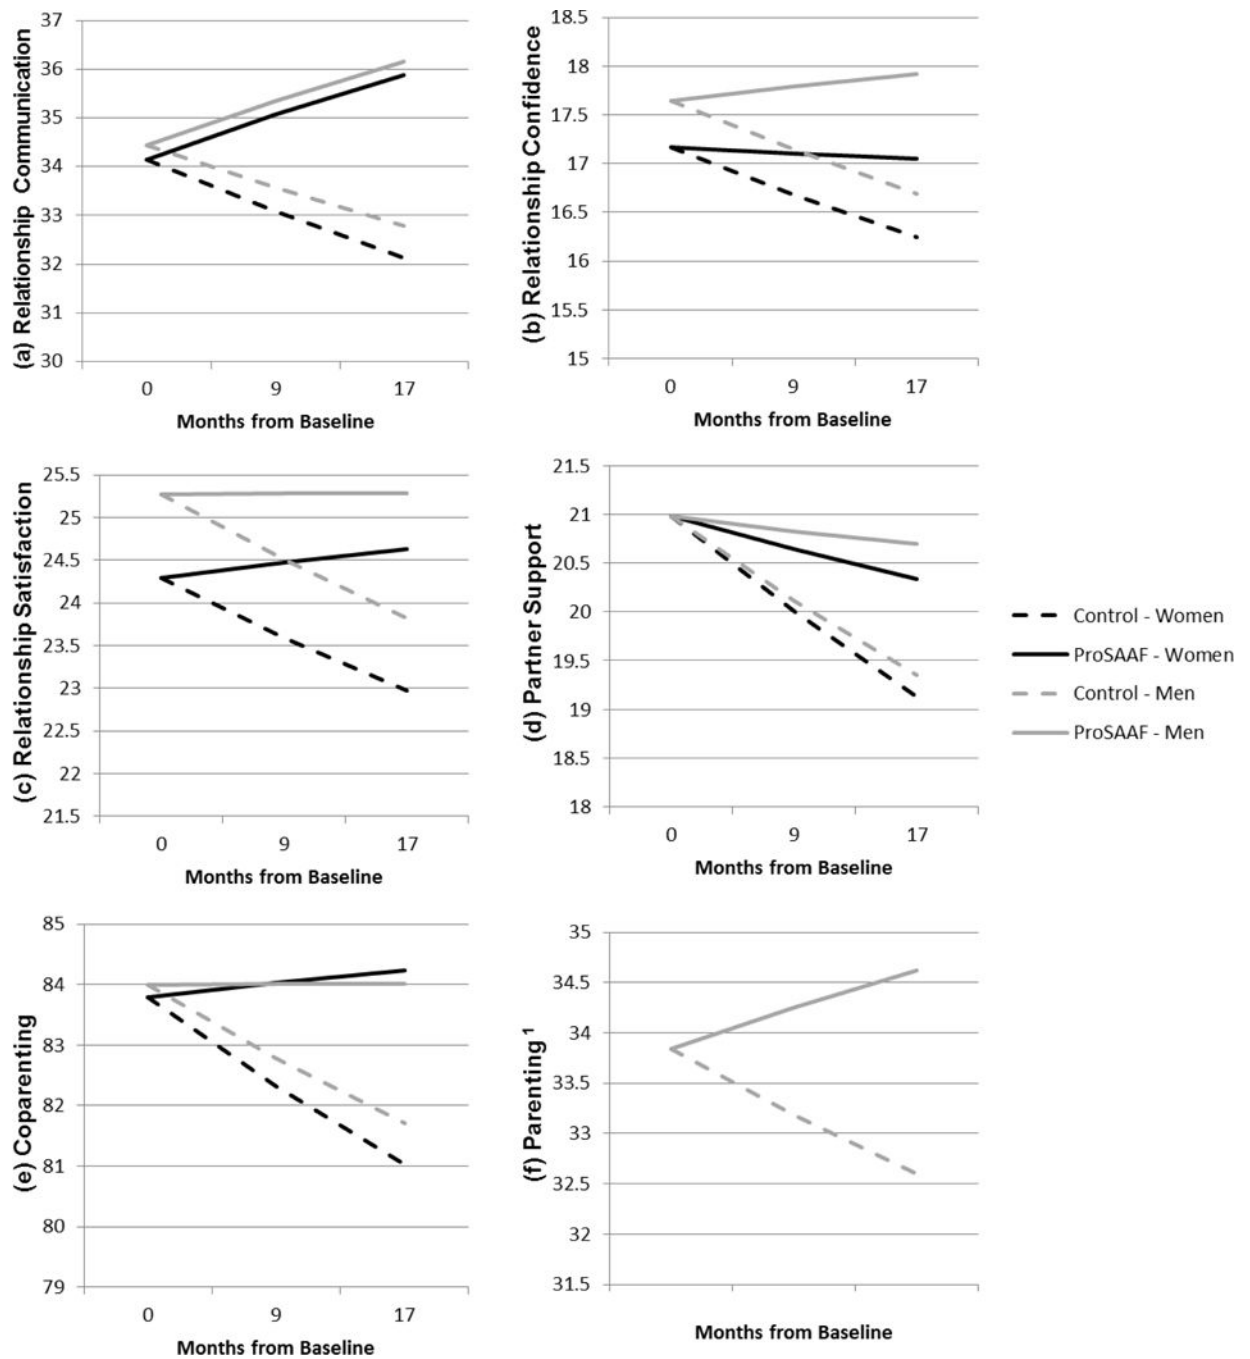 (a) Relationship Communication
37
36
35
34
33
32
31
30
0 9 17
Months from Baseline
(b) Relationship Confidence
18.5
18
17.5
17
16.5
16
15.5
15
0 9 17
Months from Baseline
(c) Relationship Satisfaction
25.5
25
24.5
24
23.5
23
22.5
22
21.5
0 9 17
Months from Baseline
(d) Partner Support
21.5
21
20.5
20
19.5
19
18.5
18
0 9 17
Months from Baseline
Control - Women
ProSAAF - Women
Control - Men
ProSAAF - Men
(e) Coparenting
85
84
83
82
81
80
79
0 9 17
Months from Baseline
(f) Parenting ¹
35
34.5
34
33.5
33
32.5
32
31.5
Months from Baseline